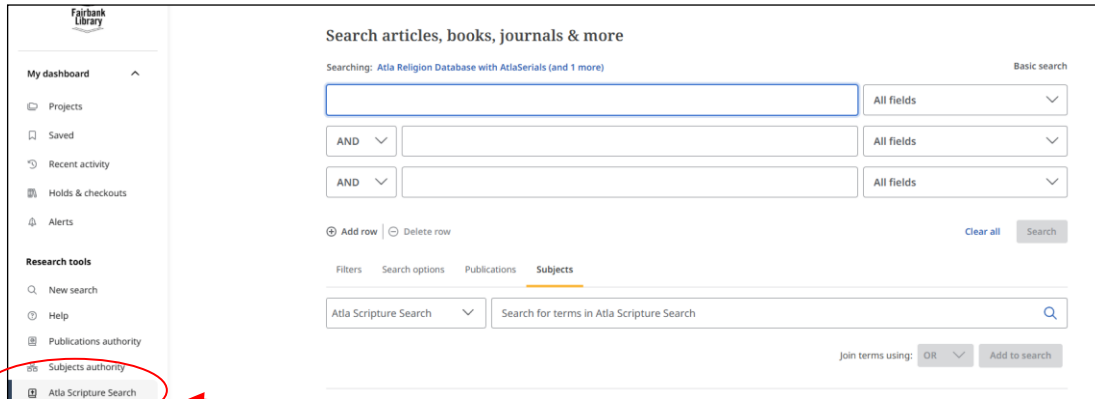 Fairbank
Library
My dashboard
Projects
Saved
Recent activity
Holds & checkouts
Alerts
Research tools
New search
Help
Publications authority
Subjects authority
Atla Scripture Search
Search articles, books, journals & more
Searching: Atla Religion Database with AtlaSerials (and 1 more)
Basic search
All fields
AND
All fields
AND
All fields
Add row
Delete row
Clear all
Search
Filters
Search options
Publications
Subjects
Atla Scripture Search
Search for terms in Atla Scripture Search
Join terms using:
OR
Add to search